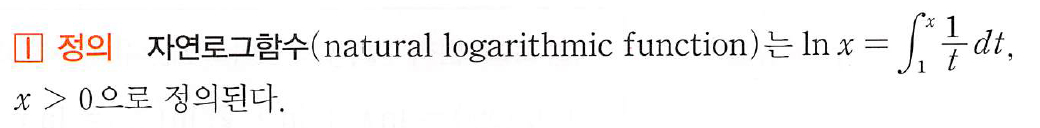 1 정의 자연로그함수(natural logarithmic function)는 ln x = ∫₁ˣ 1/t dt,
x > 0으로 정의된다.